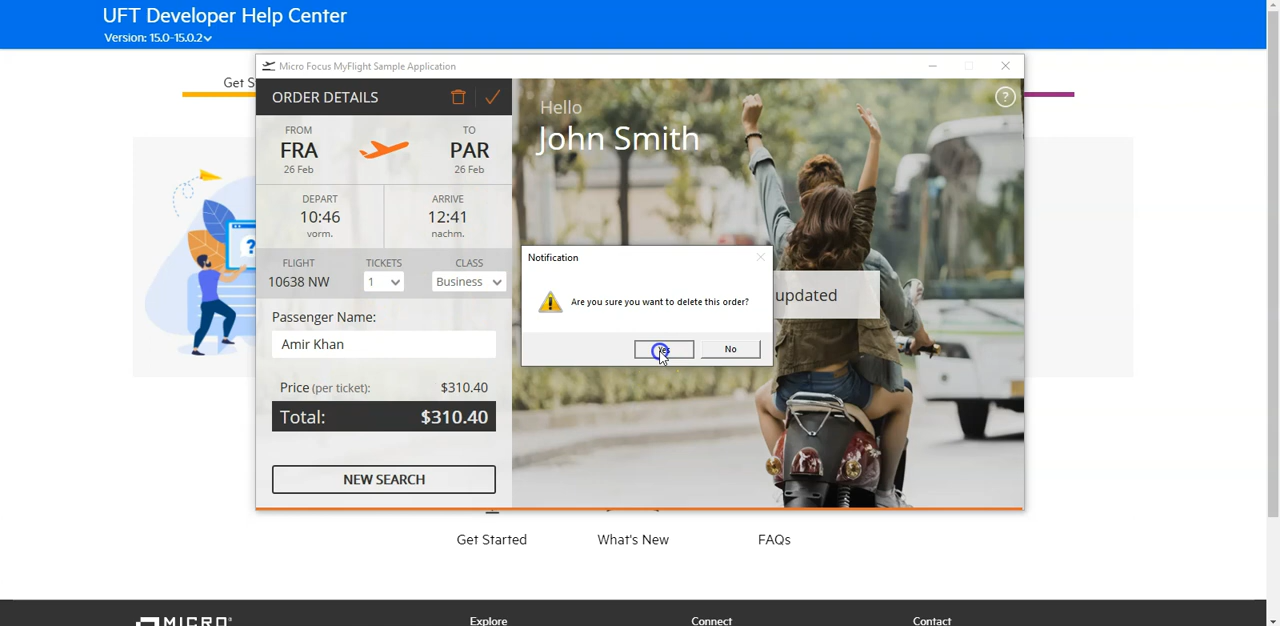 UFT Developer Help Center
Version: 15.0-15.0.2
Get S
Micro Focus MyFlight Sample Application
ORDER DETAILS
FROM
TO
FRA
PAR
26 Feb
26 Feb
DEPART
ARRIVE
10:46
12:41
vorm.
nachm.
FLIGHT
TICKETS
CLASS
10638 NW
1
Business
Passenger Name:
Amir Khan
Price (per ticket):
$310.40
Total:
$310.40
NEW SEARCH
?
Hello
John Smith
updated
Notification
Are you sure you want to delete this order?
Yes
No
Get Started
What's New
FAQs
MICRO
Explore
Connect
Contact